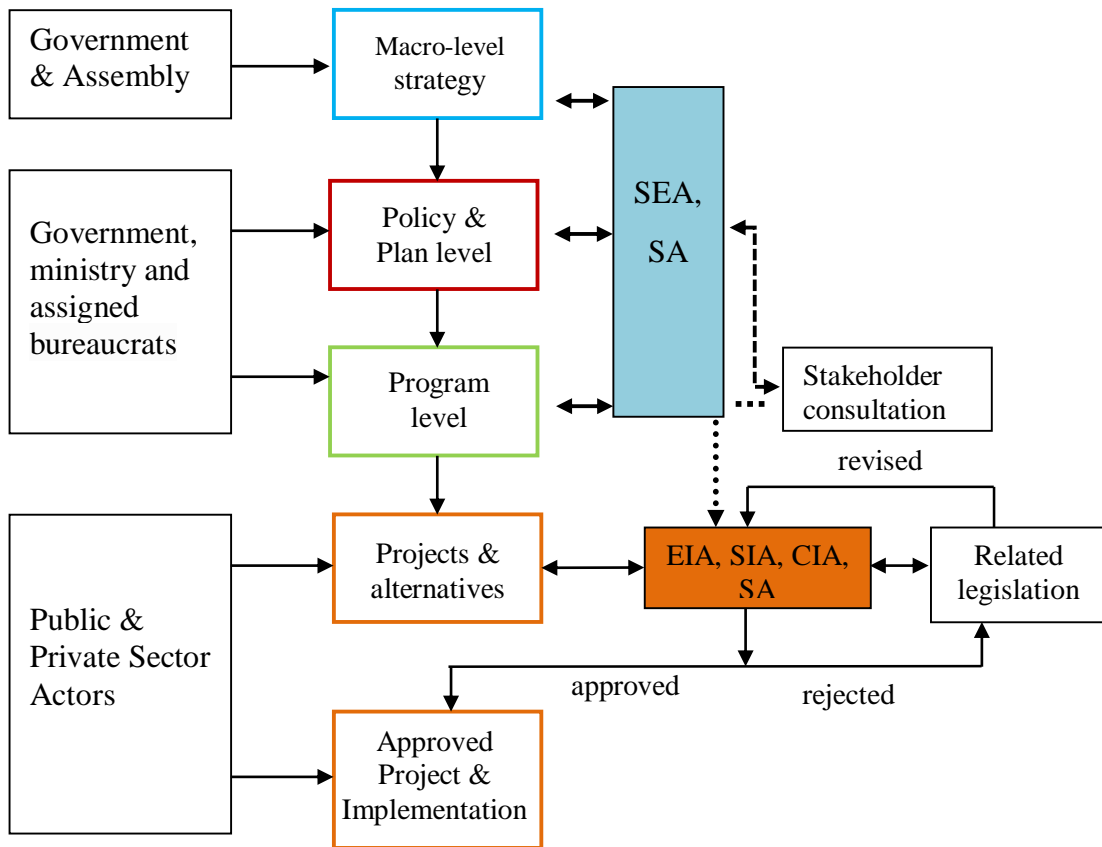 Government
& Assembly
Macro-level
strategy
SEA,
SA
Government,
ministry and
assigned
bureaucrats
Policy &
Plan level
Program
level
Stakeholder
consultation
revised
Public &
Private Sector
Actors
Projects &
alternatives
EIA, SIA, CIA,
SA
Related
legislation
approved
rejected
Approved
Project &
Implementation